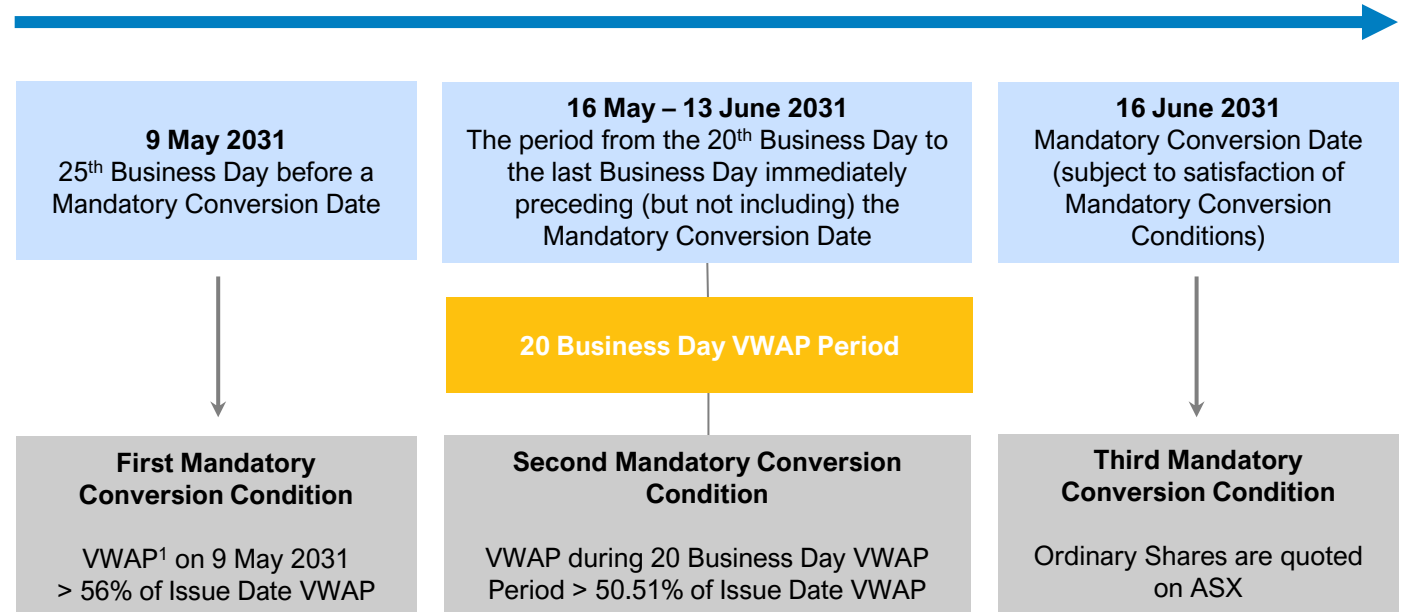 9 May 2031
25th Business Day before a
Mandatory Conversion Date
16 May – 13 June 2031
The period from the 20th Business Day to
the last Business Day immediately
preceding (but not including) the
Mandatory Conversion Date
16 June 2031
Mandatory Conversion Date
(subject to satisfaction of
Mandatory Conversion
Conditions)
20 Business Day VWAP Period
First Mandatory
Conversion Condition
VWAP1 on 9 May 2031
> 56% of Issue Date VWAP
Second Mandatory Conversion
Condition
VWAP during 20 Business Day VWAP
Period > 50.51% of Issue Date VWAP
Third Mandatory
Conversion Condition
Ordinary Shares are quoted
on ASX